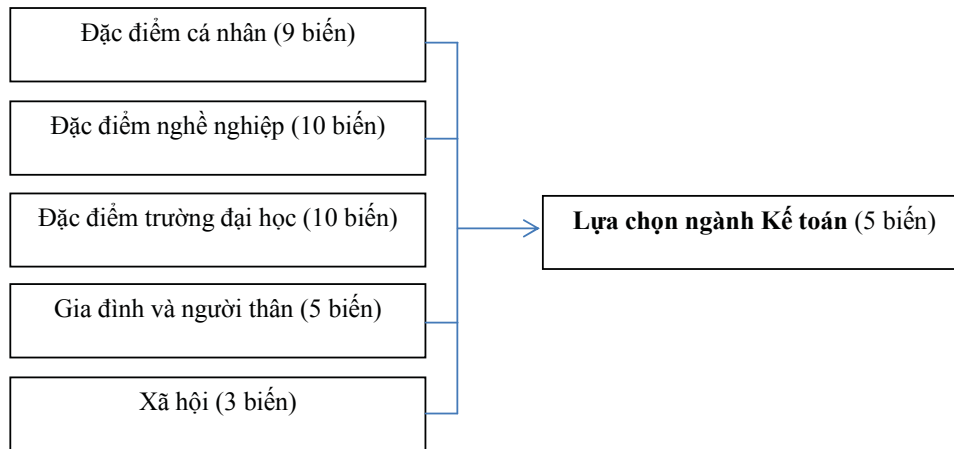 Đặc điểm cá nhân (9 biến)
Đặc điểm nghề nghiệp (10 biến)
Đặc điểm trường đại học (10 biến)
Lựa chọn ngành Kế toán (5 biến)
Gia đình và người thân (5 biến)
Xã hội (3 biến)